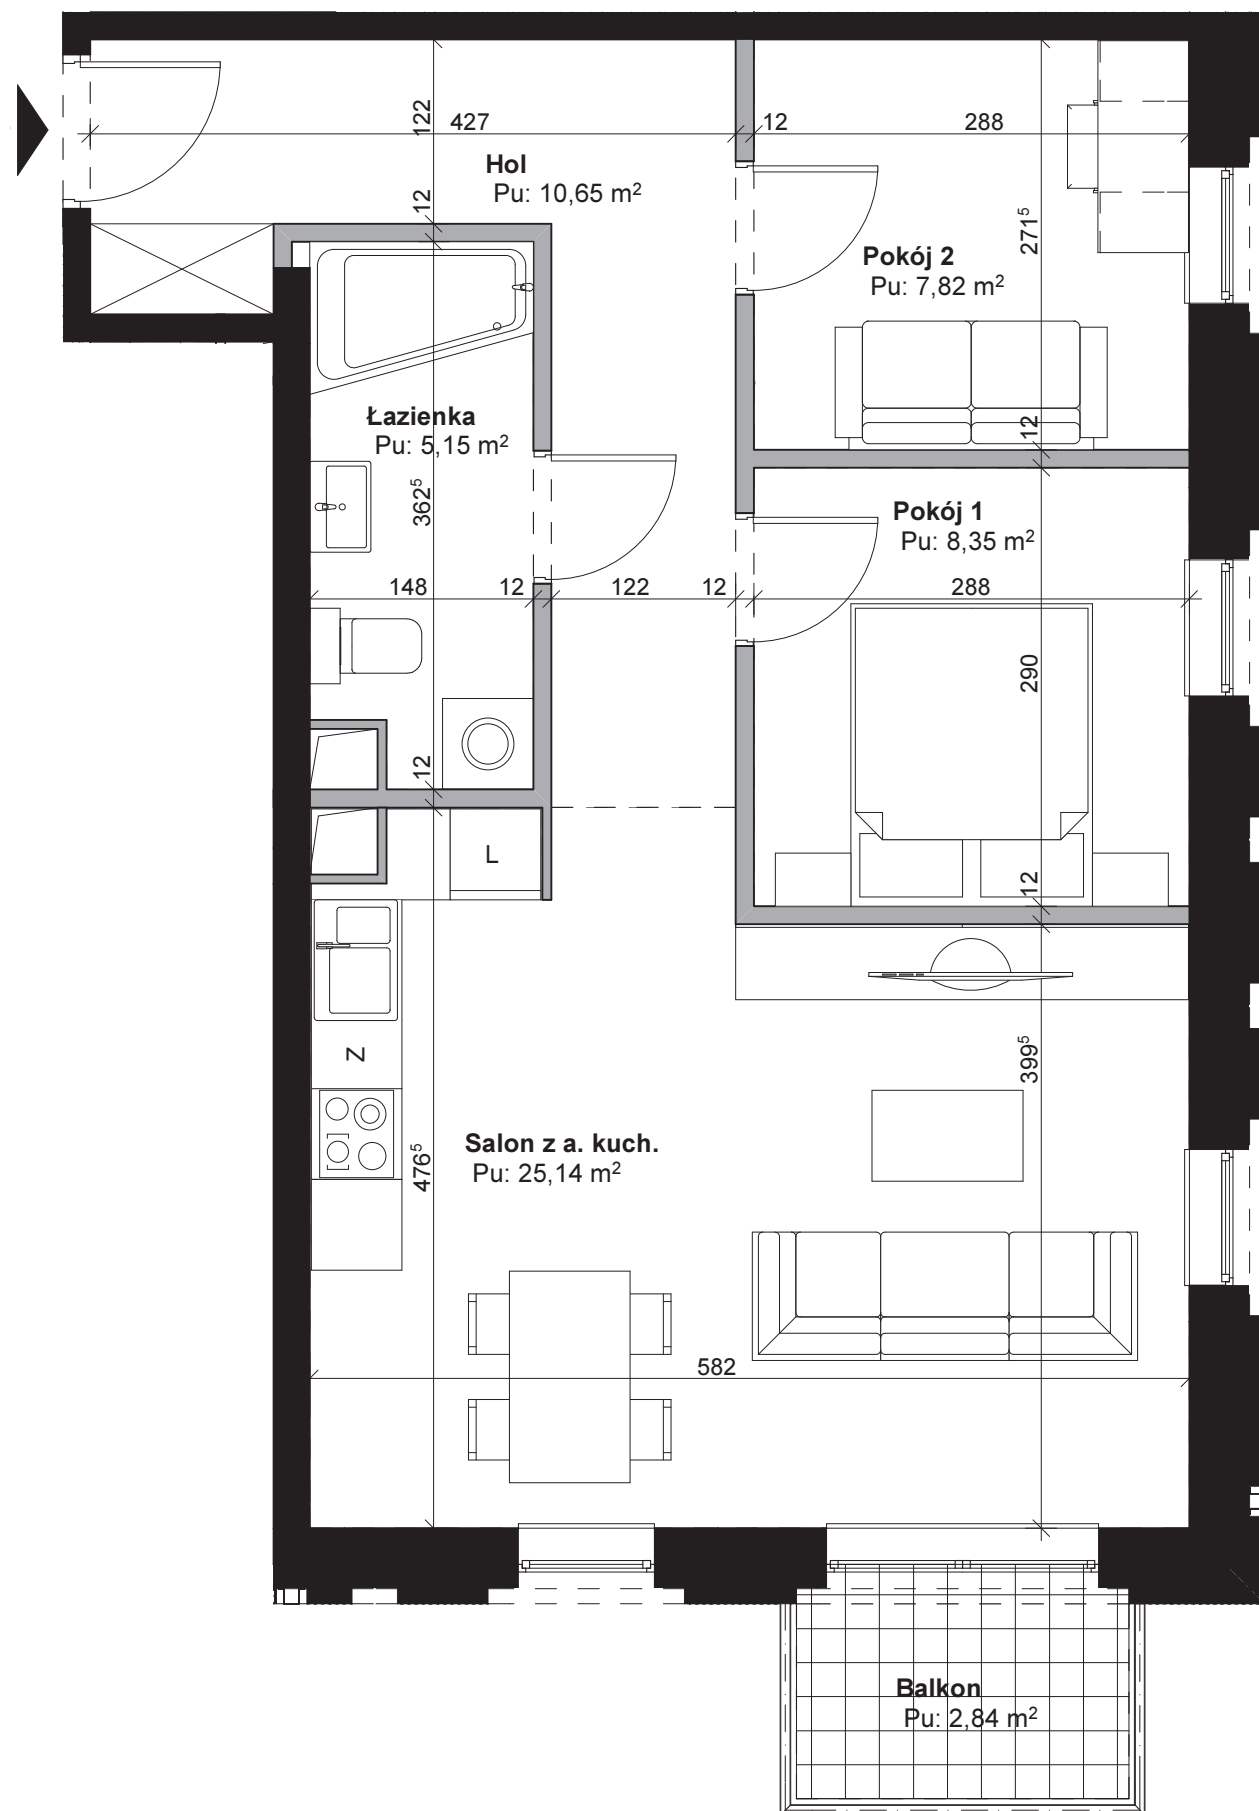 122
427
12
288
Hol
Pu: 10,65 m²
12
271⁵
Pokój 2
Pu: 7,82 m²
Łazienka
Pu: 5,15 m²
12
362⁵
Pokój 1
Pu: 8,35 m²
148
12
122
12
288
290
12
L
12
Z
399⁵
Salon z a. kuch.
Pu: 25,14 m²
476⁵
582
Balkon
Pu: 2,84 m²